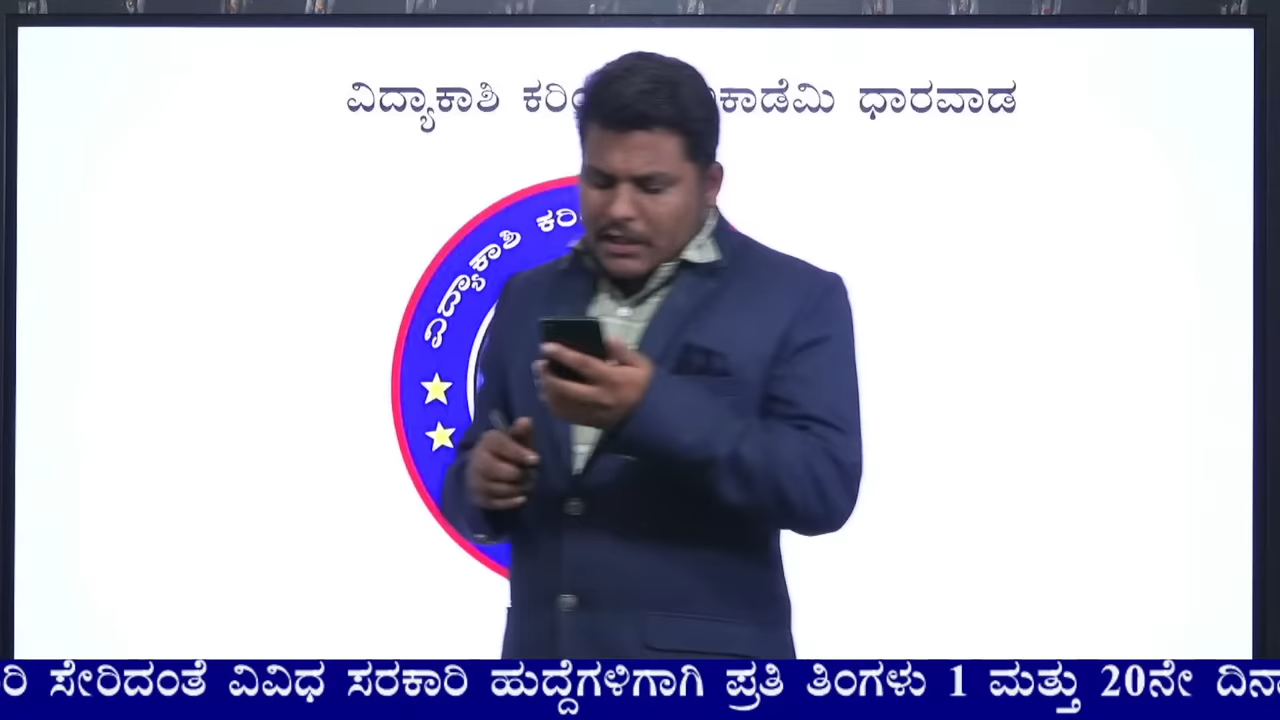 ವಿದ್ಯಾಕಾಶಿ ಧಾರವಾಡ
ವಿದ್ಯಾಕಾಶಿ
ಸೇರಿದಂತೆ ವಿವಿಧ ಸರಕಾರಿ ಹುದ್ದೆಗಳಿಗಾಗಿ ಪ್ರತಿ ತಿಂಗಳು 1 ಮತ್ತು 20ನೇ